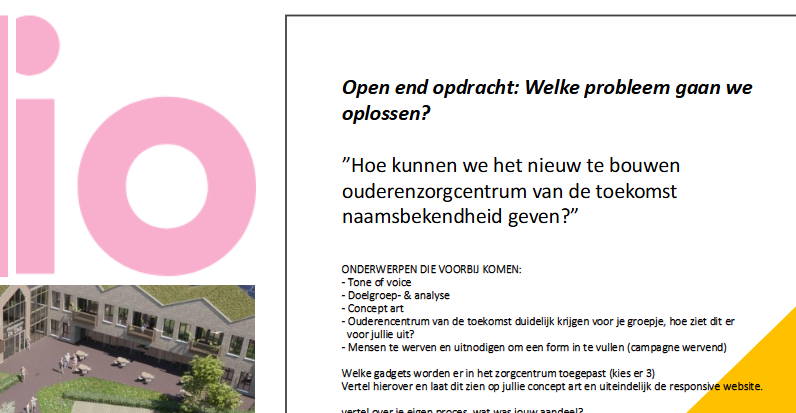 io
Open end opdracht: Welke probleem gaan we
oplossen?
”Hoe kunnen we het nieuw te bouwen
ouderenzorgcentrum van de toekomst
naamsbekendheid geven?”
ONDERWERPEN DIE VOORBIJ KOMEN:
- Tone of voice
- Doelgroep- & analyse
- Concept art
- Ouderencentrum van de toekomst duidelijk krijgen voor je groepje, hoe ziet dit er
voor jullie uit?
- Mensen te werven en uitnodigen om een form in te vullen (campagne wervend)
Welke gadgets worden er in het zorgcentrum toegepast (kies er 3)
Vertel hierover en laat dit zien op jullie concept art en uiteindelijk de responsive website.
vertel over je eigen proces, wat was jouw aandeel?